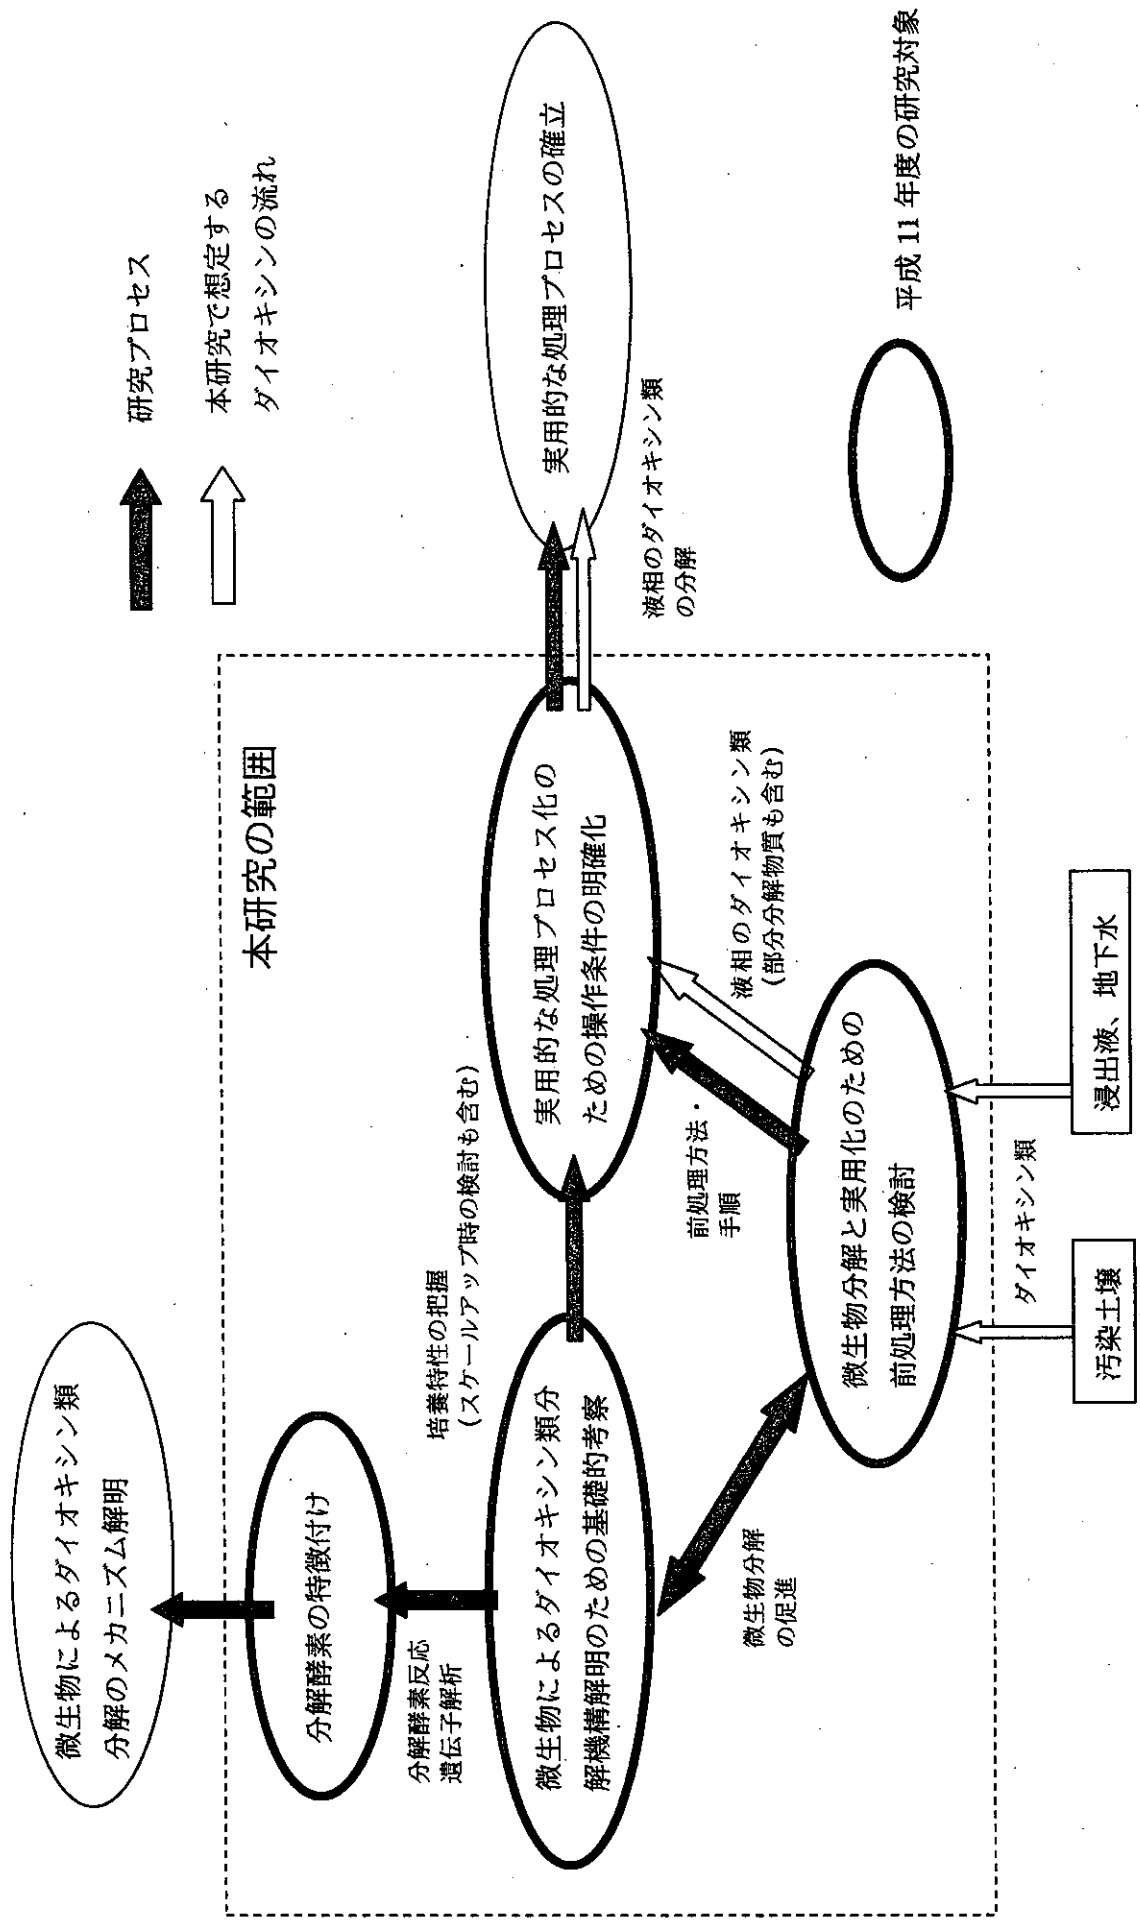 微生物によるダイオキシン類
分解のメカニズム解明
研究プロセス
本研究で想定する
ダイオキシンの流れ
本研究の範囲
分解酵素の特徴付け
分解酵素反応
遺伝子解析
培養特性の把握
(スケールアップ時の検討も含む)
微生物によるダイオキシン類分
解機構解明のための基礎的考察
実用的な処理プロセス化の
ための操作条件の明確化
実用的な処理プロセスの確立
液相のダイオキシン類
の分解
微生物分解
の促進
前処理方法・
手順
液相のダイオキシン類
(部分分解物質も含む)
微生物分解と実用化のための
前処理方法の検討
平成 11 年度の研究対象
ダイオキシン類
汚染土壌
浸出液、地下水